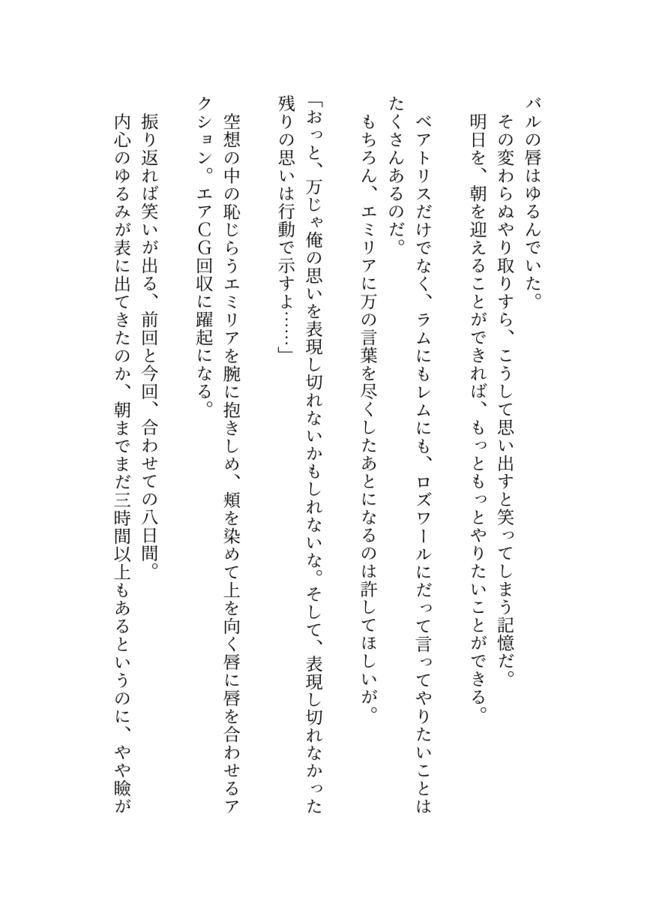 バルの唇はゆるんでいた。
その変わらぬやり取りすら、こうして思い出すと笑ってしまう記憶だ。
明日を、朝を迎えることができれば、もっともっとやりたいことができる。
ベアトリスだけでなく、ラムにもレムにも、ロズワールにだって言ってやりたいことは
たくさんあるのだ。
もちろん、エミリアに万の言葉を尽くしたあとになるのは許してほしいが。
「おっと、万じゃ俺の思いを表現し切れないかもしれないな。そして、表現し切れなかった
残りの思いは行動で示すよ……」
空想の中の恥じらうエミリアを腕に抱きしめ、頬を染めて上を向く唇に唇を合わせるア
クション。エアCG回収に躍起になる。
振り返れば笑いが出る、前回と今回、合わせての八日間。
内心のゆるみが表に出てきたのか、朝までまだ三時間以上もあるというのに、やや瞼が